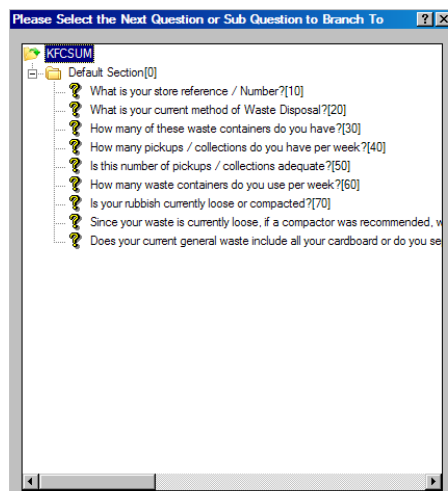 Please Select the Next Question or Sub Question to Branch To
KFCSUM
Default Section[0]
What is your store reference / Number?[10]
What is your current method of Waste Disposal?[20]
How many of these waste containers do you have?[30]
How many pickups / collections do you have per week?[40]
Is this number of pickups / collections adequate?[50]
How many waste containers do you use per week?[60]
Is your rubbish currently loose or compacted?[70]
Since your waste is currently loose, if a compactor was recommended, w
Does your current general waste include all your cardboard or do you se